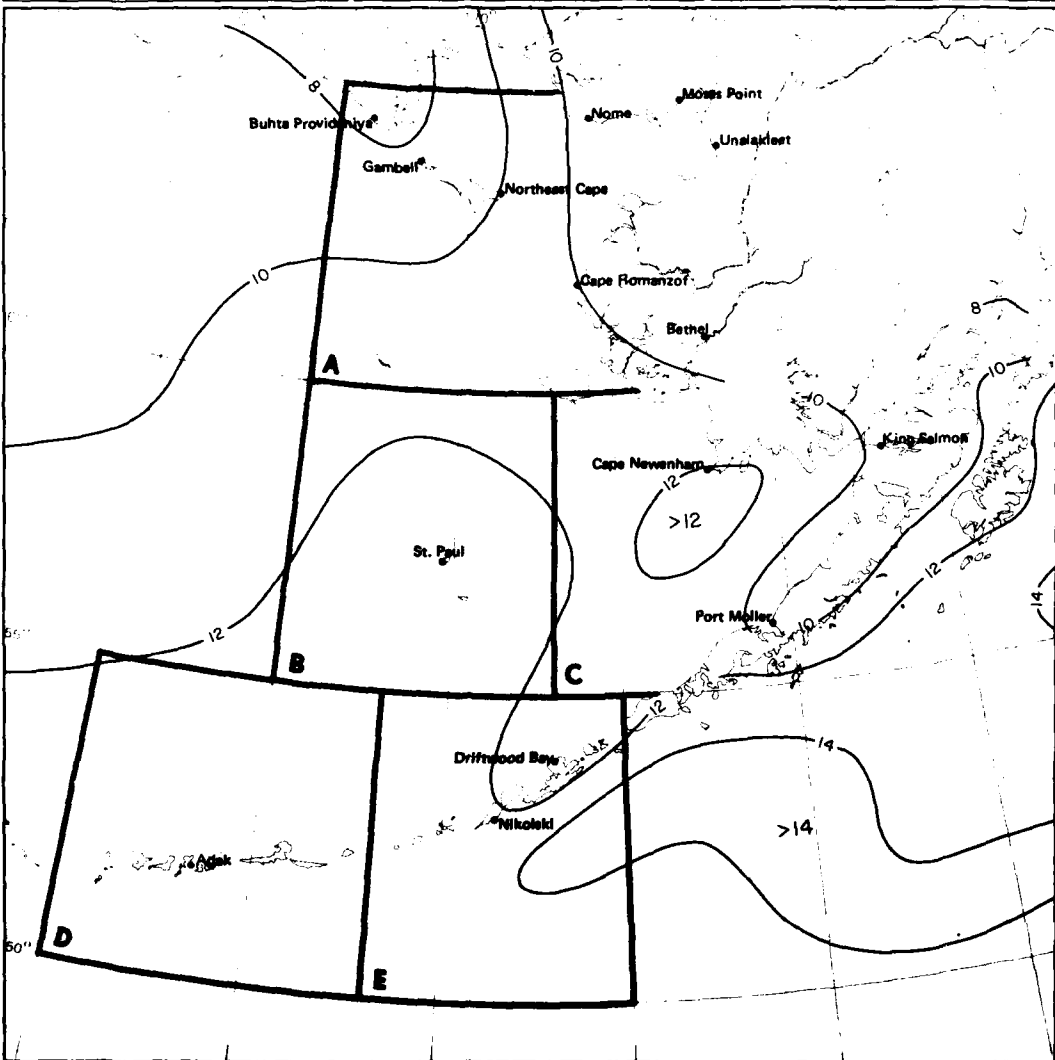 10
8
Moses Point
Nome
Buhta Provideniya
Unalakleet
Gambell
Northeast Cape
10
Cape Romanzof
8
Bethel
A
10
10
King Salmon
Cape Newenham
12
>12
St. Paul
12
14
Port Moller
10
12
B
C
12
Driftwood Bay
14
Nikolski
>14
Adak
50°
D
E